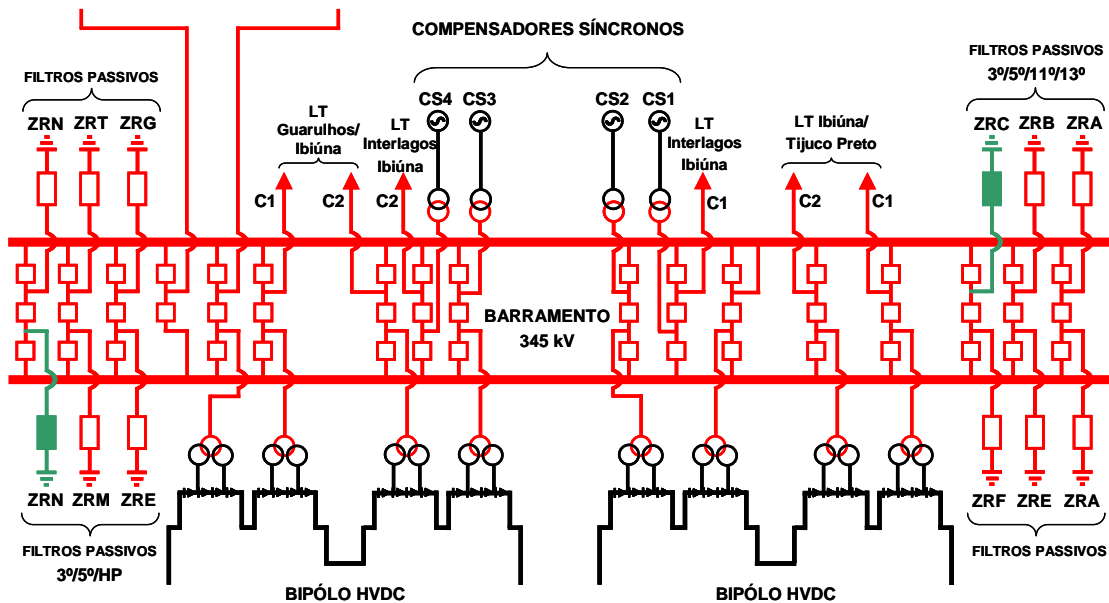 COMPENSADORES SÍNCRONOS
FILTROS PASSIVOS
3º/5º/11º/13º
FILTROS PASSIVOS
ZRN ZRT ZRG
LT
Guarulhos/
Ibiúna
LT
Interlagos
Ibiúna
CS4 CS3
CS2 CS1
LT
Interlagos
Ibiúna
LT Ibiúna/
Tijuco Preto
ZRC ZRB ZRA
C1
C2
C2
C1
C2
C1
BARRAMENTO
345 kV
ZRN ZRM ZRE
FILTROS PASSIVOS
3º/5º/HP
BIPÓLO HVDC
BIPÓLO HVDC
ZRF ZRE ZRA
FILTROS PASSIVOS